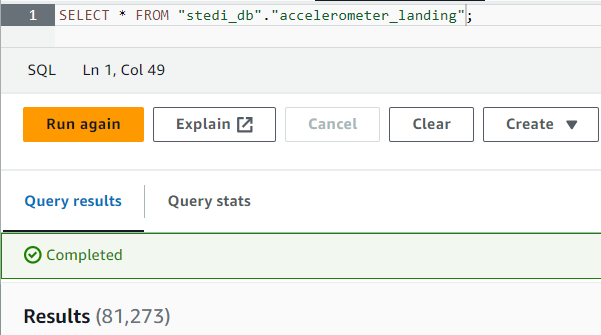 1 SELECT * FROM "stedi_db"."accelerometer_landing";
SQL Ln 1, Col 49
Run again Explain Cancel Clear Create
Query results Query stats
Completed
Results (81,273)